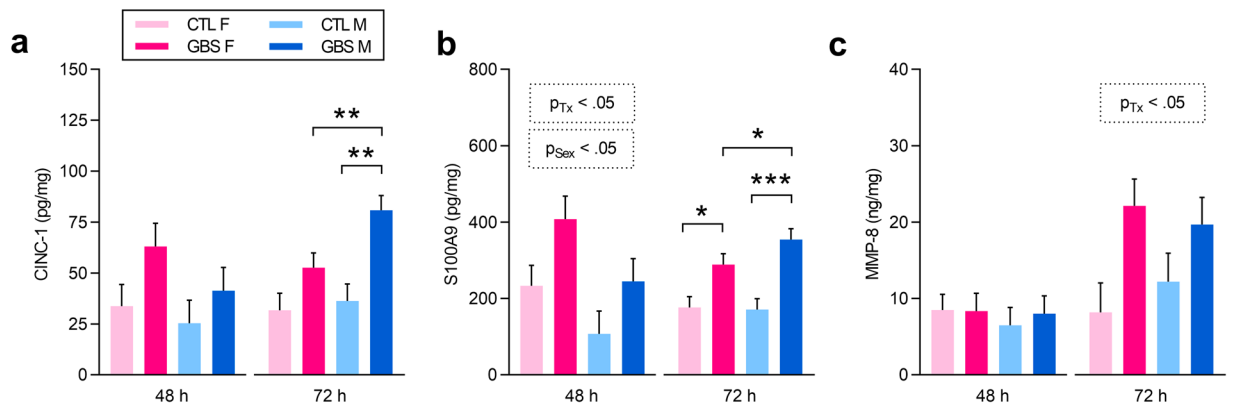 CTL F
CTL M
GBS F
GBS M
a
CINC-1 (pg/mg)
150
125
100
75
50
25
0
**
**
48 h
72 h
b
S100A9 (pg/mg)
800
600
400
200
0
pTx < .05
pSex < .05
*
*
***
48 h
72 h
c
MMP-8 (ng/mg)
40
30
20
10
0
pTx < .05
48 h
72 h